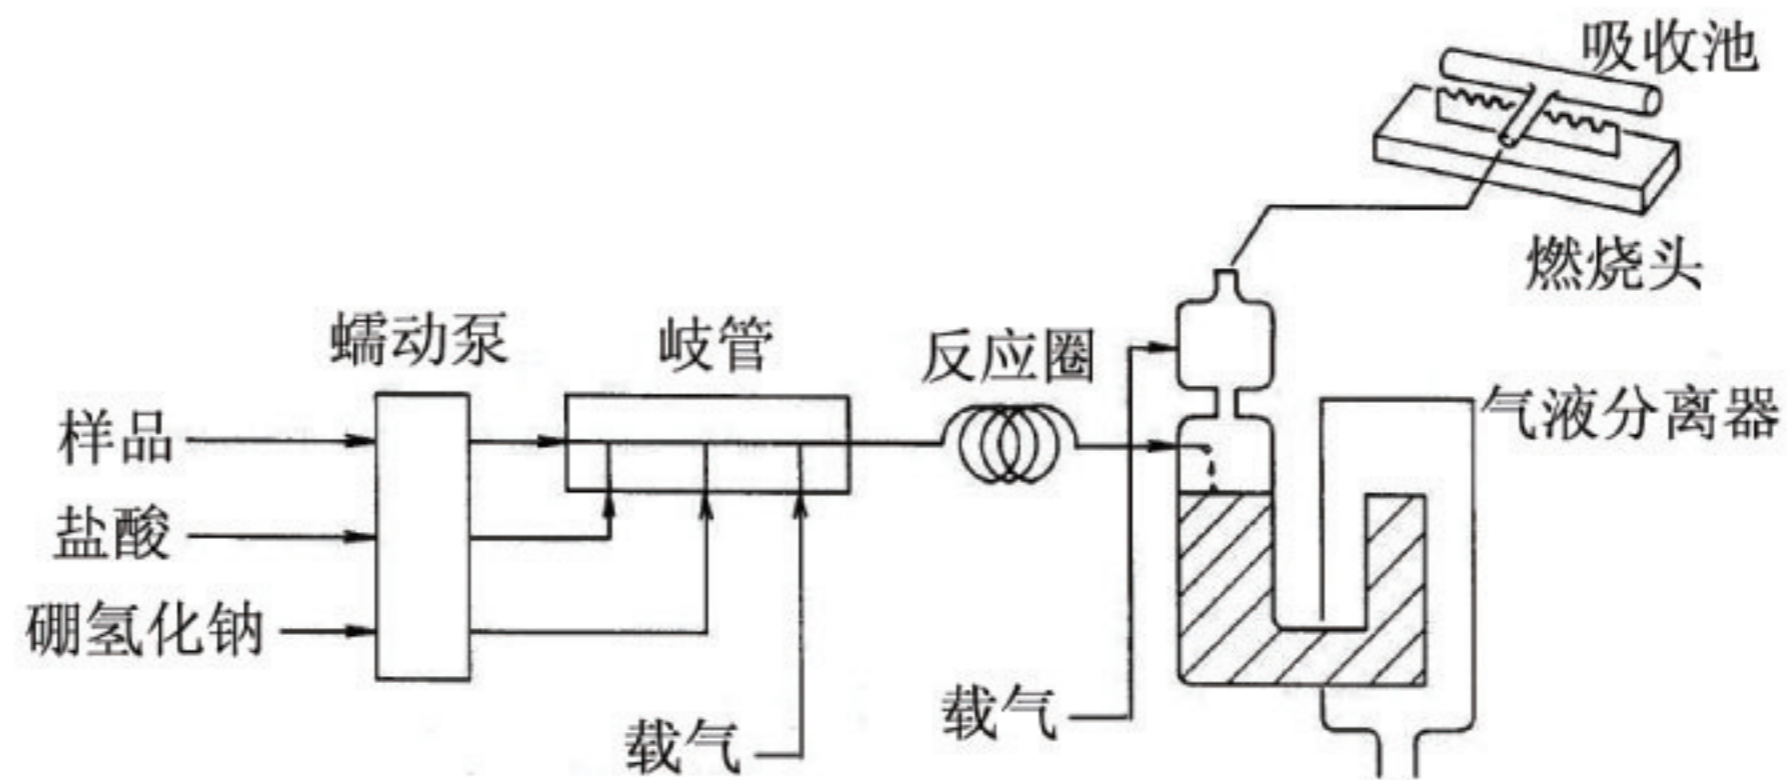 吸收池
燃烧头
蠕动泵
岐管
反应圈
气液分离器
样品
盐酸
硼氢化钠
载气
载气